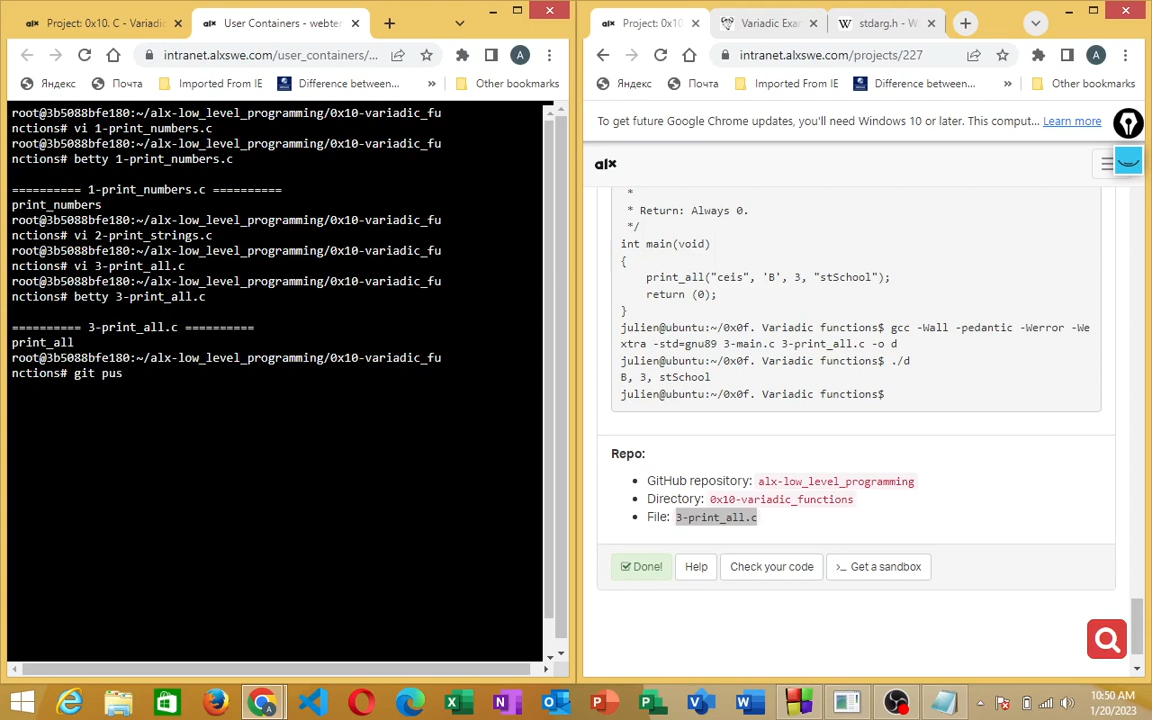 Project: 0x10. C - Variadic
User Containers - webter
intranet.alxswe.com/user_containers/...
A
Яндекс
Почта
Imported From IE
Difference between...
»
Other bookmarks
root@3b5088bfe180:~/alx-low_level_programming/0x10-variadic_fu
nctions# vi 1-print_numbers.c
root@3b5088bfe180:~/alx-low_level_programming/0x10-variadic_fu
nctions# betty 1-print_numbers.c
========== 1-print_numbers.c ==========
print_numbers
root@3b5088bfe180:~/alx-low_level_programming/0x10-variadic_fu
nctions# vi 2-print_strings.c
root@3b5088bfe180:~/alx-low_level_programming/0x10-variadic_fu
nctions# vi 3-print_all.c
root@3b5088bfe180:~/alx-low_level_programming/0x10-variadic_fu
nctions# betty 3-print_all.c
========== 3-print_all.c ==========
print_all
root@3b5088bfe180:~/alx-low_level_programming/0x10-variadic_fu
nctions# git pus
Project: 0x10
Variadic Exa
stdarg.h - W
intranet.alxswe.com/projects/227
A
Яндекс
Почта
Imported From IE
Difference between...
»
Other bookmarks
To get future Google Chrome updates, you'll need Windows 10 or later. This comput... Learn more
alx
*
* Return: Always 0.
*/
int main(void)
{
print_all("ceis", 'B', 3, "stSchool");
return (0);
}
julien@ubuntu:~/0x0f. Variadic functions$ gcc -Wall -pedantic -Werror -We
xtra -std=gnu89 3-main.c 3-print_all.c -o d
julien@ubuntu:~/0x0f. Variadic functions$ ./d
B, 3, stSchool
julien@ubuntu:~/0x0f. Variadic functions$
Repo:
GitHub repository: alx-low_level_programming
Directory: 0x10-variadic_functions
File: 3-print_all.c
Done!
Help
Check your code
>_ Get a sandbox
10:50 AM
1/20/2023